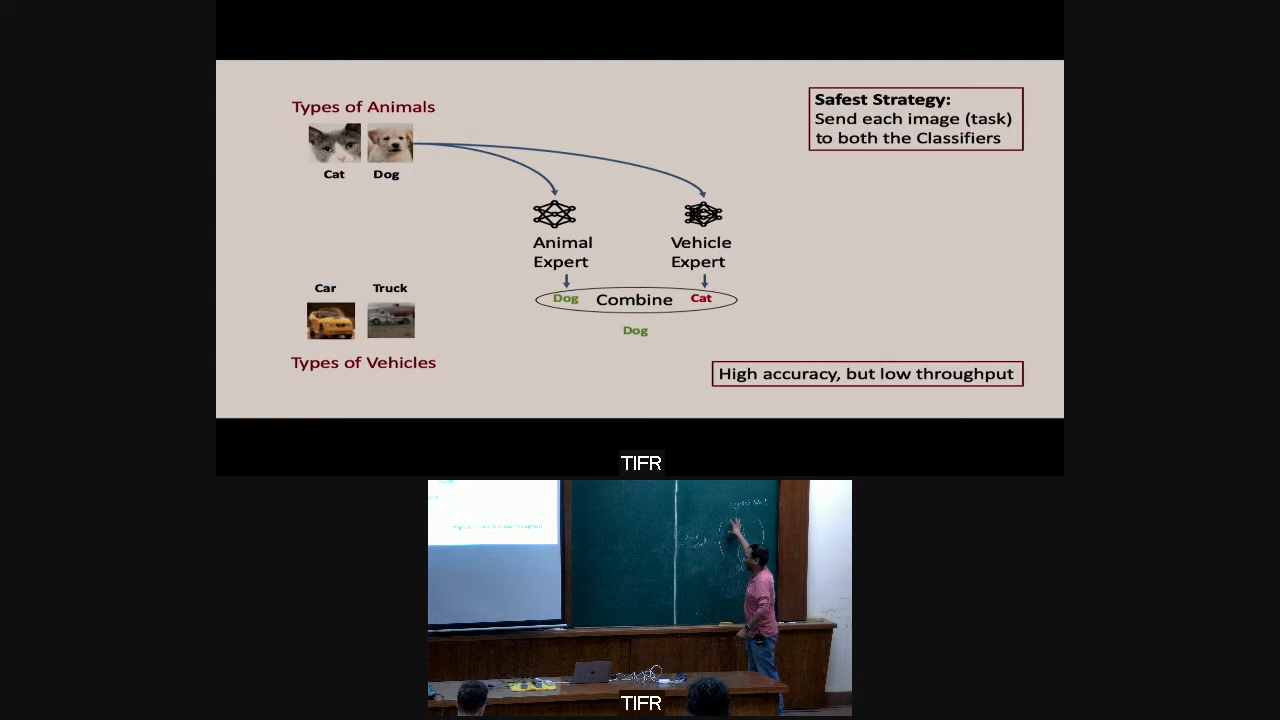 Types of Animals
Cat
Dog
Safest Strategy:
Send each image (task)
to both the Classifiers
Animal
Expert
Vehicle
Expert
Car
Truck
Dog
Combine
Cat
Dog
Types of Vehicles
High accuracy, but low throughput
TIFR
TIFR